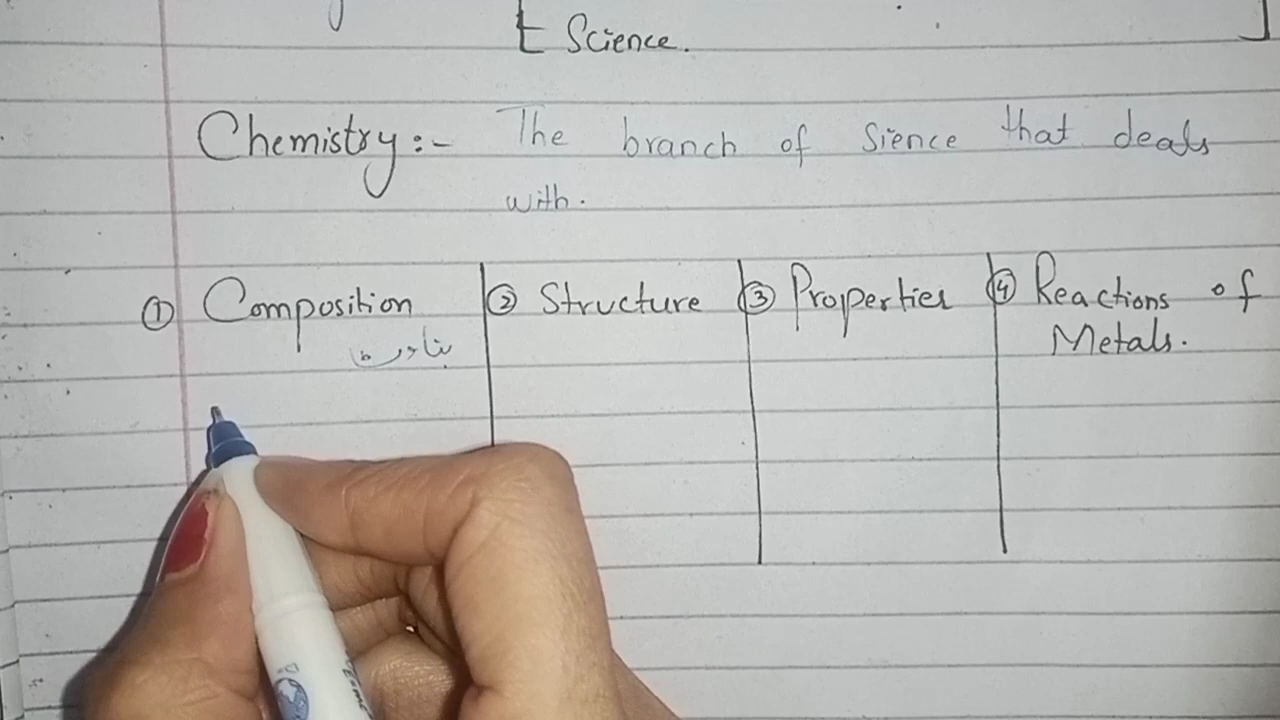 Science.
Chemistry:- The branch of Sience that deals
with.
① Composition ② Structure ③ Properties ④ Reactions of
Metals.
بناوٹ